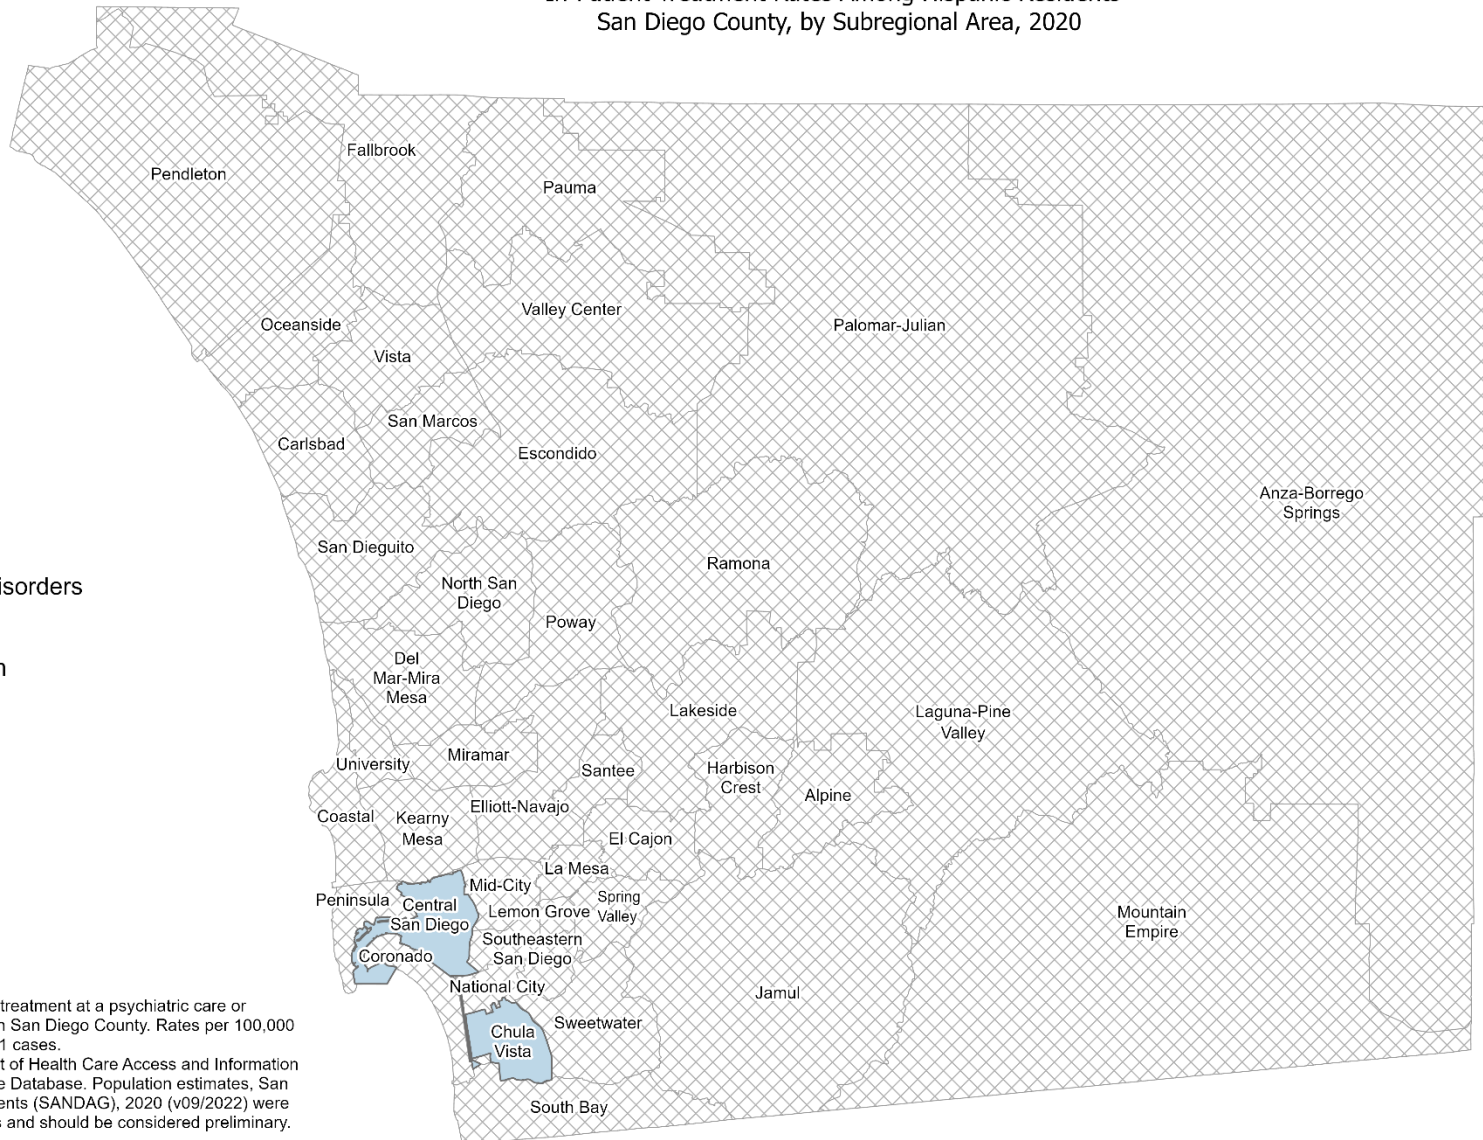 San Diego County, by Subregional Area, 2020
Fallbrook
Pendleton
Pauma
Valley Center
Oceanside
Palomar-Julian
Vista
San Marcos
Carlsbad
Escondido
Anza-Borrego
Springs
San Dieguito
Ramona
North San
Diego
isorders
Poway
Del
Mar-Mira
Mesa
Lakeside
Laguna-Pine
Valley
University
Miramar
Santee
Harbison
Crest
Alpine
Coastal
Kearny
Mesa
Elliott-Navajo
El Cajon
La Mesa
Mid-City
Peninsula
Central
San Diego
Lemon Grove
Spring
Valley
Mountain
Empire
Southeastern
San Diego
Coronado
National City
Jamul
Chula
Vista
Sweetwater
South Bay
treatment at a psychiatric care or
San Diego County. Rates per 100,000
1 cases.
t of Health Care Access and Information
e Database. Population estimates, San
ents (SANDAG), 2020 (v09/2022) were
s and should be considered preliminary.